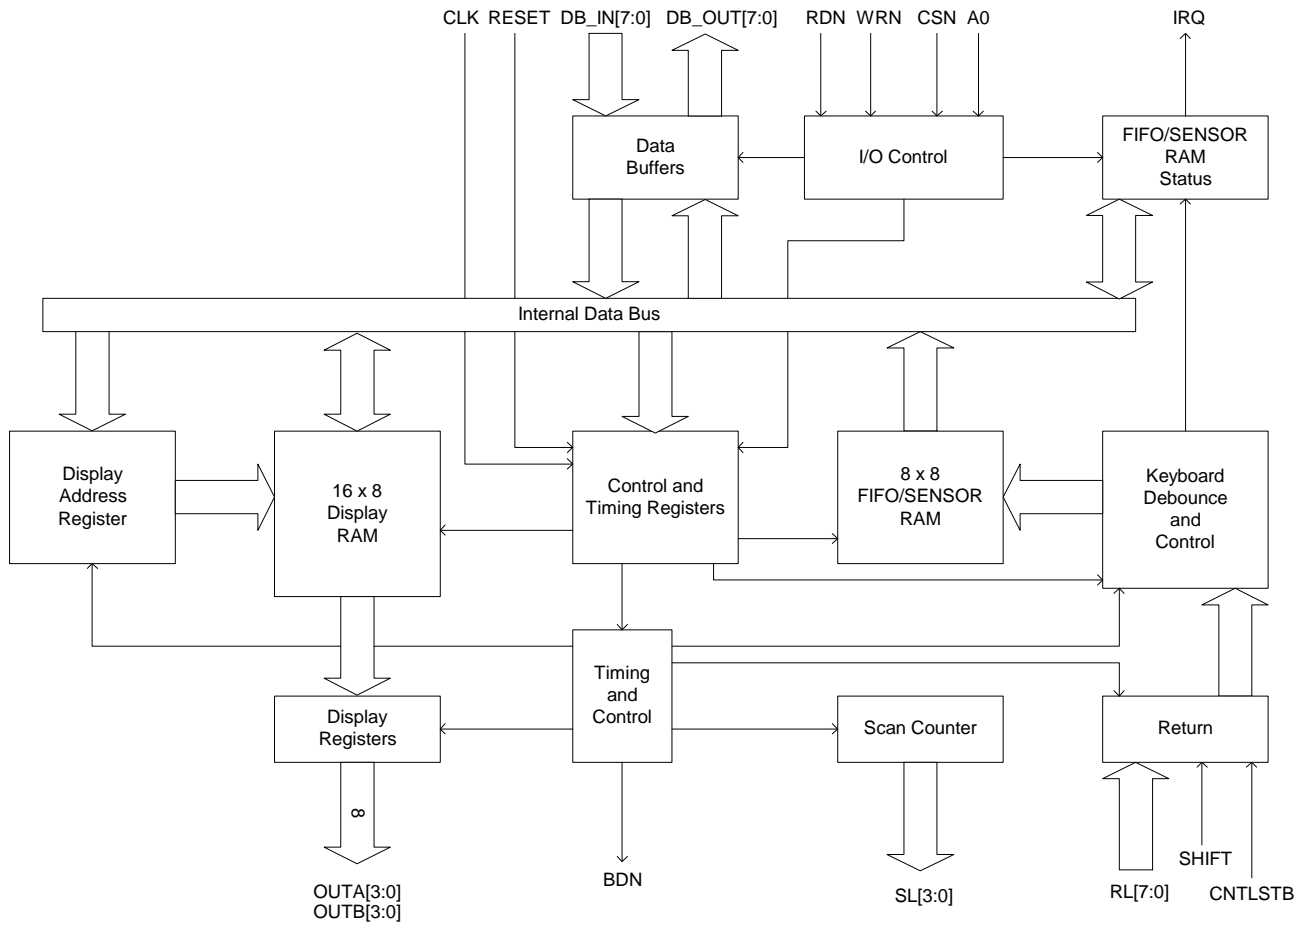 CLK RESET DB_IN[7:0] DB_OUT[7:0] RDN WRN CSN A0 IRQ
Data
Buffers
I/O Control
FIFO/SENSOR
RAM
Status
Internal Data Bus
Display
Address
Register
16 x 8
Display
RAM
Control and
Timing Registers
8 x 8
FIFO/SENSOR
RAM
Keyboard
Debounce
and
Control
Timing
and
Control
Display
Registers
Scan Counter
Return
8
OUTA[3:0]
OUTB[3:0]
BDN
SL[3:0]
RL[7:0]
SHIFT
CNTLSTB